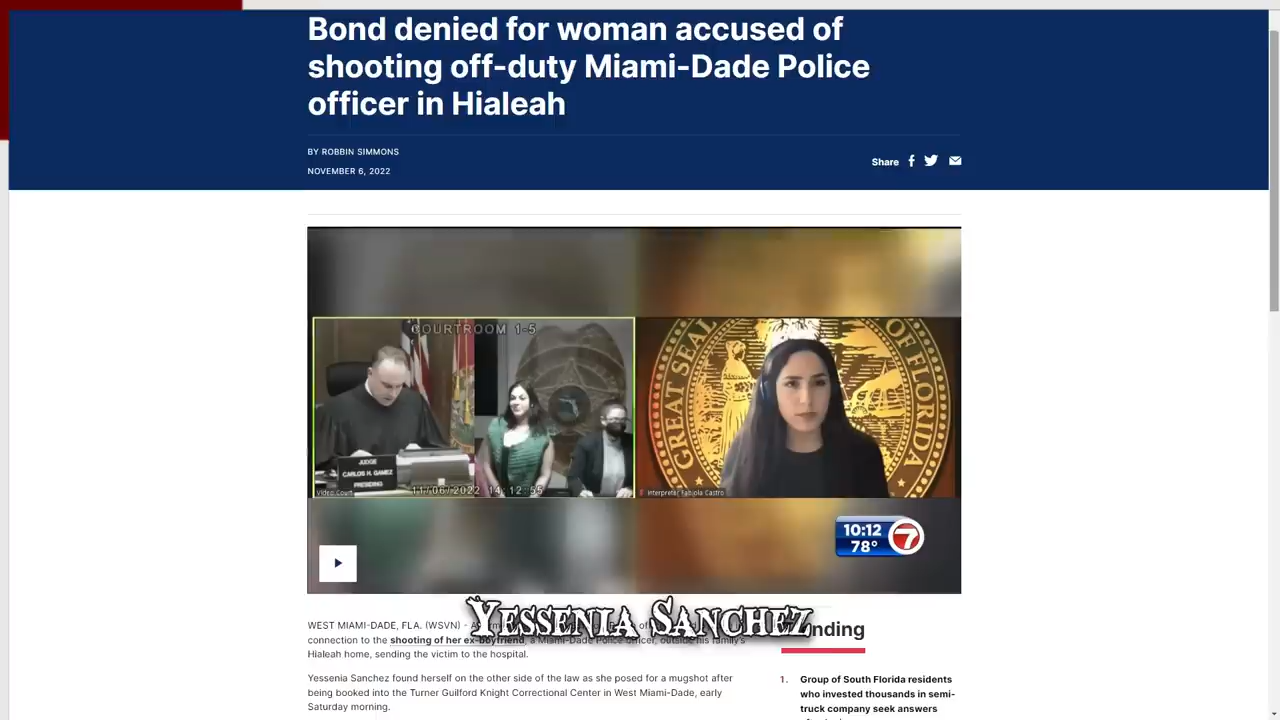 Bond denied for woman accused of
shooting off-duty Miami-Dade Police
officer in Hialeah
BY ROBBIN SIMMONS
NOVEMBER 6, 2022
Share
COURTROOM 1-5
GREAT SEAL OF FLORIDA
JUDGE
CARLOS H. GAMEZ
PRESIDING
Video Court
11/06/2022 14:12:55
Interpreter Fabiola Castro
10:12
78°
7
YESSENIA SANCHEZ
WEST MIAMI-DADE, FLA. (WSVN) - A
connection to the shooting of her ex-boyfriend, a Miami-Dade Police officer, outside his family's
Hialeah home, sending the victim to the hospital.
Yessenia Sanchez found herself on the other side of the law as she posed for a mugshot after
being booked into the Turner Guilford Knight Correctional Center in West Miami-Dade, early
Saturday morning.
nding
1. Group of South Florida residents
who invested thousands in semi-
truck company seek answers